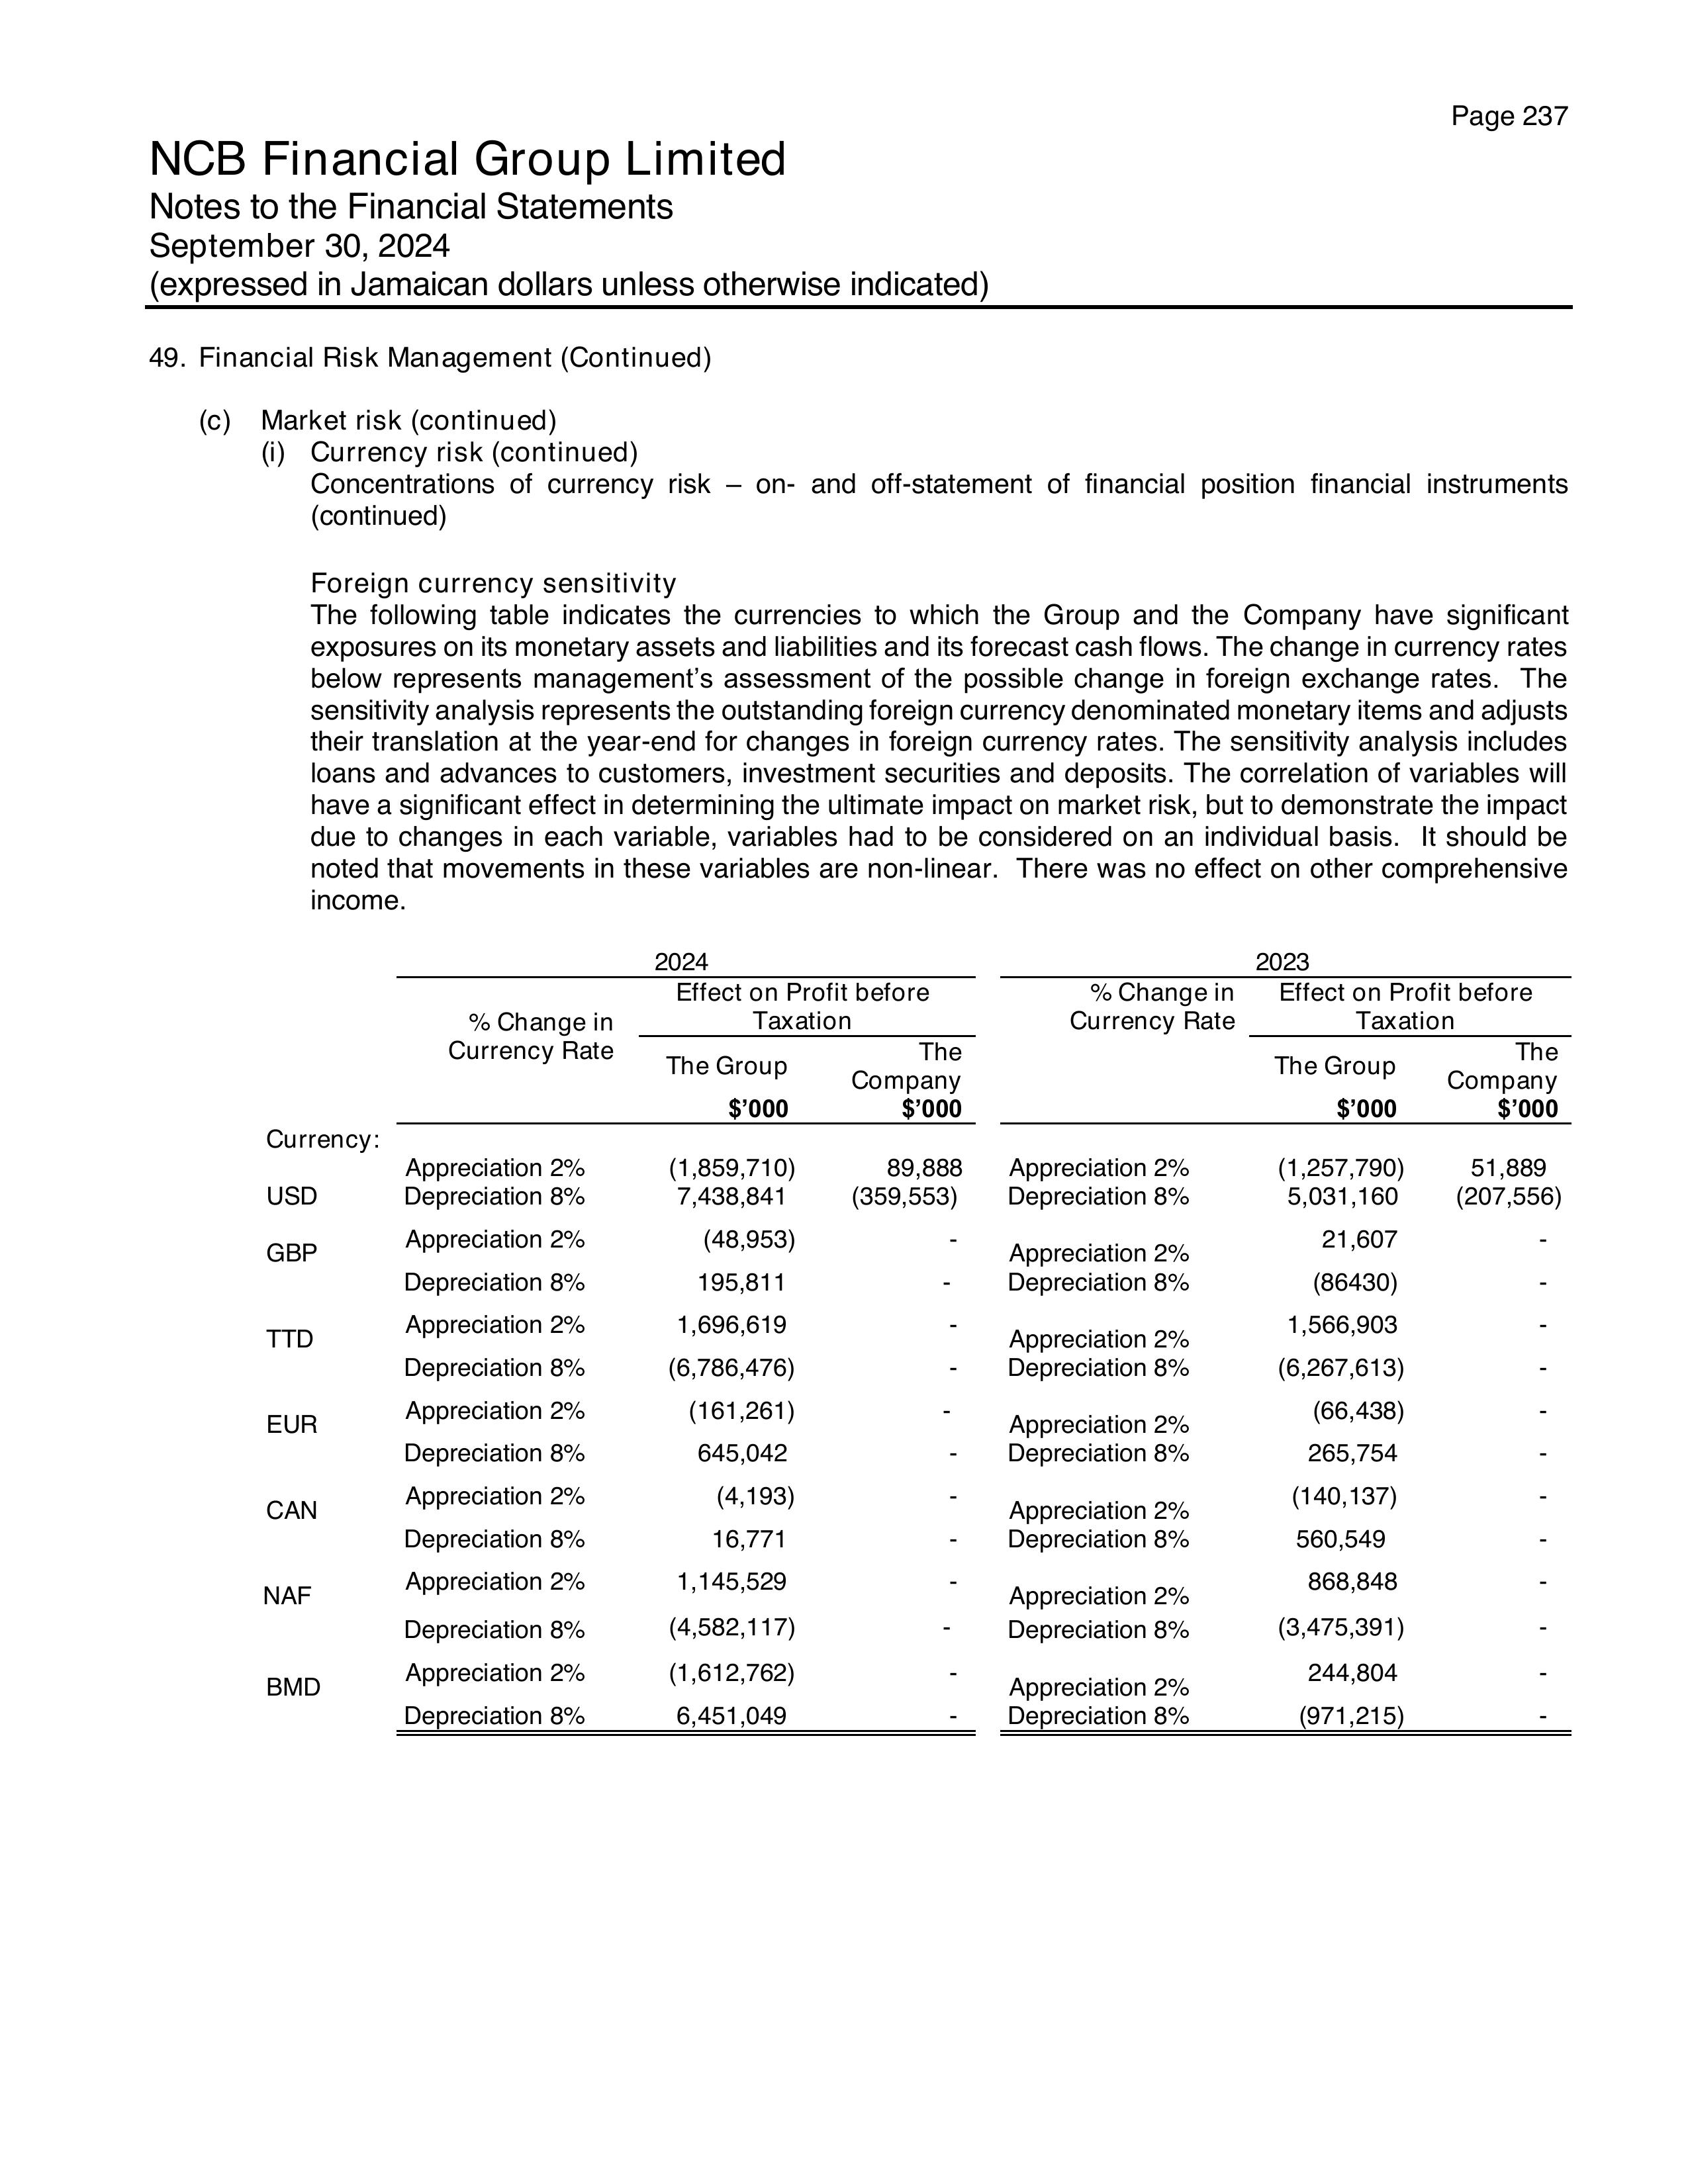 Page 237
NCB Financial Group Limited
Notes to the Financial Statements
September 30, 2024
(expressed in Jamaican dollars unless otherwise indicated)
49. Financial Risk Management (Continued)
(c) Market risk (continued)
(i) Currency risk (continued)
Concentrations of currency risk – on- and off-statement of financial position financial instruments
(continued)
Foreign currency sensitivity
The following table indicates the currencies to which the Group and the Company have significant
exposures on its monetary assets and liabilities and its forecast cash flows. The change in currency rates
below represents management’s assessment of the possible change in foreign exchange rates. The
sensitivity analysis represents the outstanding foreign currency denominated monetary items and adjusts
their translation at the year-end for changes in foreign currency rates. The sensitivity analysis includes
loans and advances to customers, investment securities and deposits. The correlation of variables will
have a significant effect in determining the ultimate impact on market risk, but to demonstrate the impact
due to changes in each variable, variables had to be considered on an individual basis. It should be
noted that movements in these variables are non-linear. There was no effect on other comprehensive
income.
2024 2023
% Change in Currency Rate Effect on Profit before Taxation % Change in Currency Rate Effect on Profit before Taxation
The Group The Company The Group The Company
$’000 $’000 $’000 $’000
Currency:
Appreciation 2% (1,859,710) 89,888 Appreciation 2% (1,257,790) 51,889
USD Depreciation 8% 7,438,841 (359,553) Depreciation 8% 5,031,160 (207,556)
GBP Appreciation 2% (48,953) - Appreciation 2% 21,607 -
Depreciation 8% 195,811 - Depreciation 8% (86430) -
TTD Appreciation 2% 1,696,619 - Appreciation 2% 1,566,903 -
Depreciation 8% (6,786,476) - Depreciation 8% (6,267,613) -
EUR Appreciation 2% (161,261) - Appreciation 2% (66,438) -
Depreciation 8% 645,042 - Depreciation 8% 265,754 -
CAN Appreciation 2% (4,193) - Appreciation 2% (140,137) -
Depreciation 8% 16,771 - Depreciation 8% 560,549 -
NAF Appreciation 2% 1,145,529 - Appreciation 2% 868,848 -
Depreciation 8% (4,582,117) - Depreciation 8% (3,475,391) -
BMD Appreciation 2% (1,612,762) - Appreciation 2% 244,804 -
Depreciation 8% 6,451,049 - Depreciation 8% (971,215) -